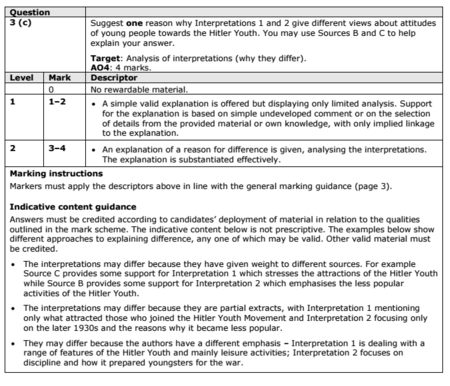 Question
3 (c)
Suggest one reason why Interpretations 1 and 2 give different views about attitudes
of young people towards the Hitler Youth. You may use Sources B and C to help
explain your answer.
Target: Analysis of interpretations (why they differ).
AO4: 4 marks.
Level Mark Descriptor
0 No rewardable material.
1 1–2 • A simple valid explanation is offered but displaying only limited analysis. Support
for the explanation is based on simple undeveloped comment or on the selection
of details from the provided material or own knowledge, with only implied linkage
to the explanation.
2 3–4 • An explanation of a reason for difference is given, analysing the interpretations.
The explanation is substantiated effectively.
Marking instructions
Markers must apply the descriptors above in line with the general marking guidance (page 3).
Indicative content guidance
Answers must be credited according to candidates' deployment of material in relation to the qualities
outlined in the mark scheme. The indicative content below is not prescriptive. The examples below show
different approaches to explaining difference, any one of which may be valid. Other valid material must
be credited.
• The interpretations may differ because they have given weight to different sources. For example
Source C provides some support for Interpretation 1 which stresses the attractions of the Hitler Youth
while Source B provides some support for Interpretation 2 which emphasises the less popular
activities of the Hitler Youth.
• The interpretations may differ because they are partial extracts, with Interpretation 1 mentioning
only what attracted those who joined the Hitler Youth Movement and Interpretation 2 focusing only
on the later 1930s and the reasons why it became less popular.
• They may differ because the authors have a different emphasis – Interpretation 1 is dealing with a
range of features of the Hitler Youth and mainly leisure activities; Interpretation 2 focuses on
discipline and how it prepared youngsters for the war.